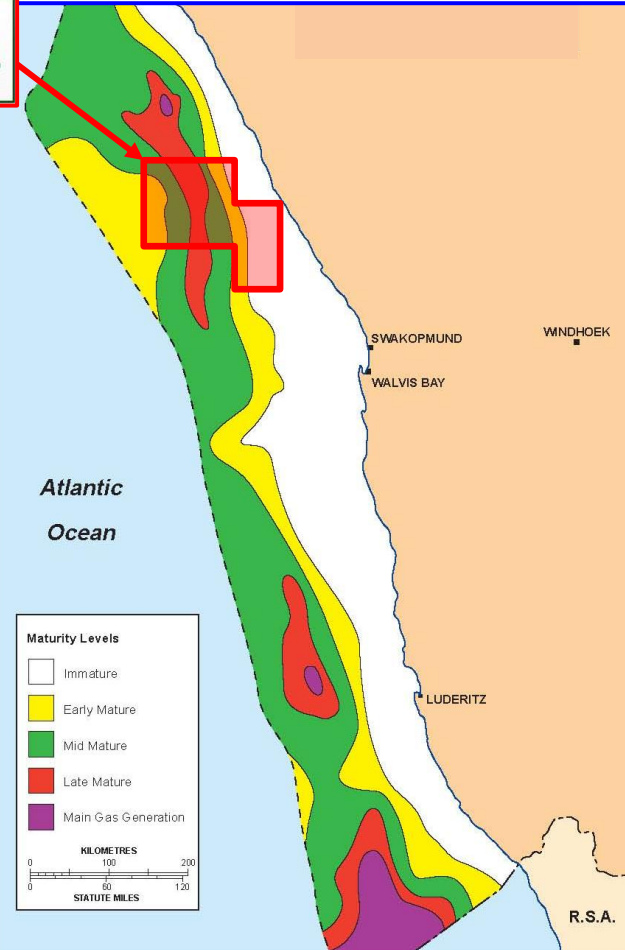 SWAKOPMUND
WINDHOEK
WALVIS BAY
Atlantic
Ocean
Maturity Levels
Immature
Early Mature
Mid Mature
Late Mature
Main Gas Generation
KILOMETRES
0 100 200
0 60 120
STATUTE MILES
LUDERITZ
R.S.A.